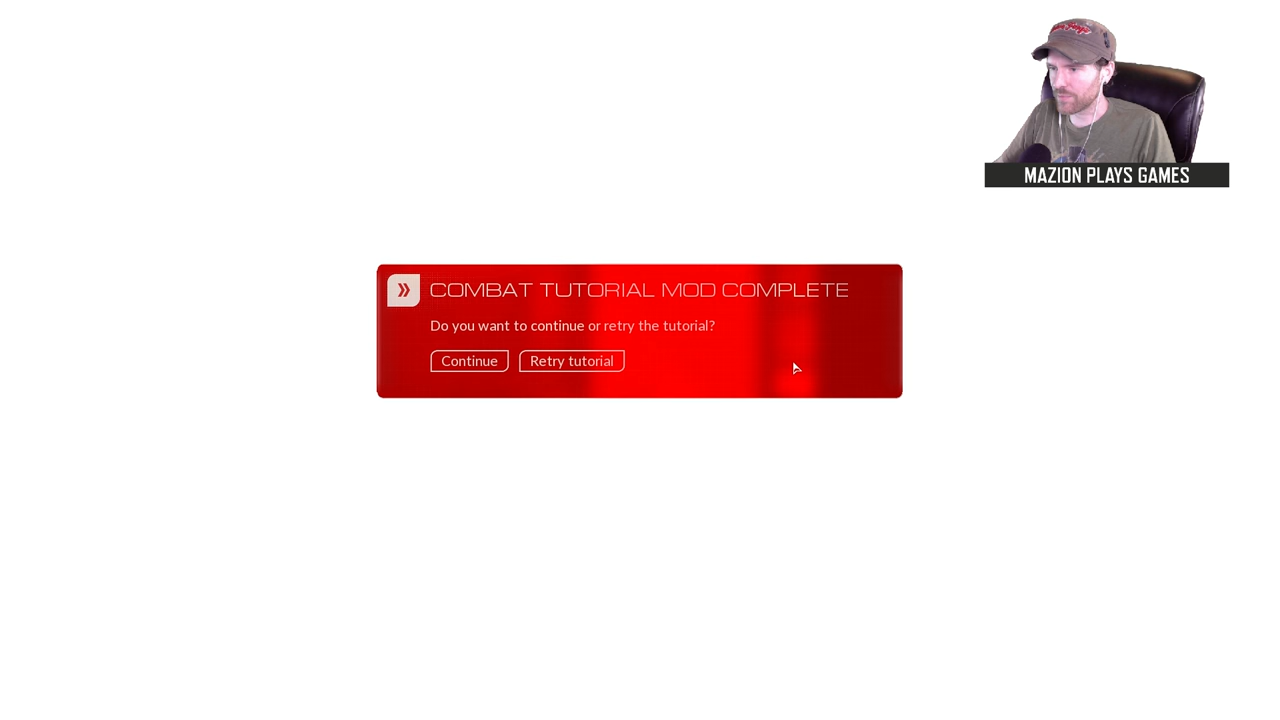 MAZION PLAYS GAMES
COMBAT TUTORIAL MOD COMPLETE
Do you want to continue or retry the tutorial?
Continue
Retry tutorial